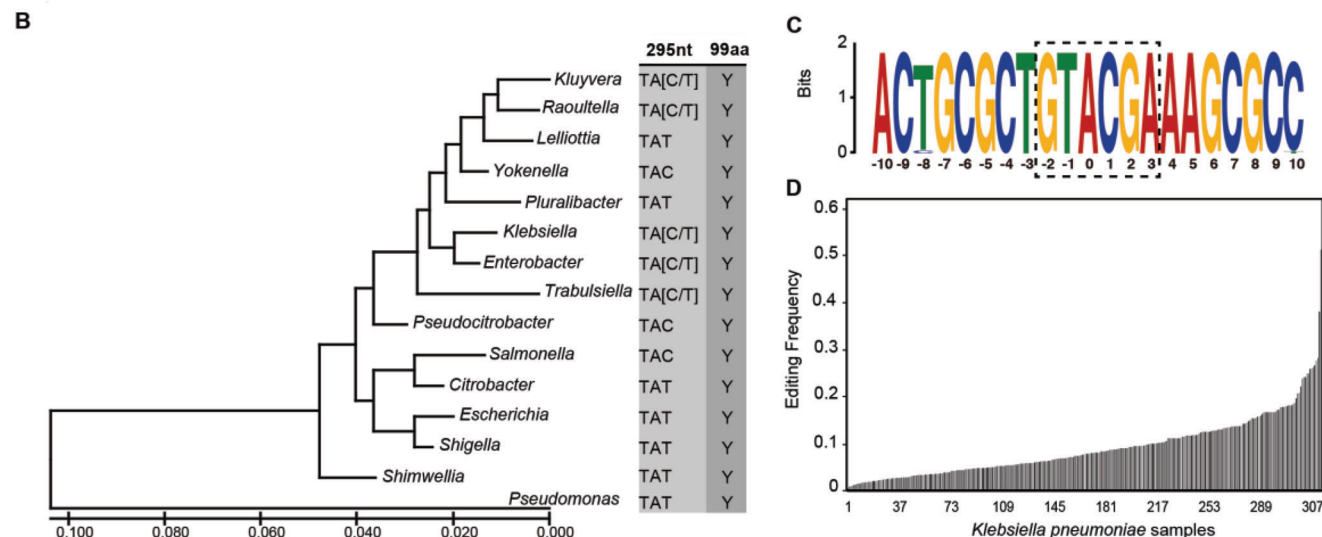 B
295nt 99aa
Kluyvera TA[C/T] Y
Raoultella TA[C/T] Y
Lelliottia TAT Y
Yokenella TAC Y
Pluralibacter TAT Y
Klebsiella TA[C/T] Y
Enterobacter TA[C/T] Y
Trabulsiella TA[C/T] Y
Pseudocitrobacter TAC Y
Salmonella TAC Y
Citrobacter TAT Y
Escherichia TAT Y
Shigella TAT Y
Shimwellia TAT Y
Pseudomonas TAT Y
0.100 0.080 0.060 0.040 0.020 0.000
C
Bits
2
1
0
ACTGCGCTGTACGAAAGCGCC
-10 -9 -8 -7 -6 -5 -4 -3 -2 -1 0 1 2 3 4 5 6 7 8 9 10
D
Editing Frequency
0.6
0.5
0.4
0.3
0.2
0.1
0
1 37 73 109 145 181 217 253 289 307
Klebsiella pneumoniae samples